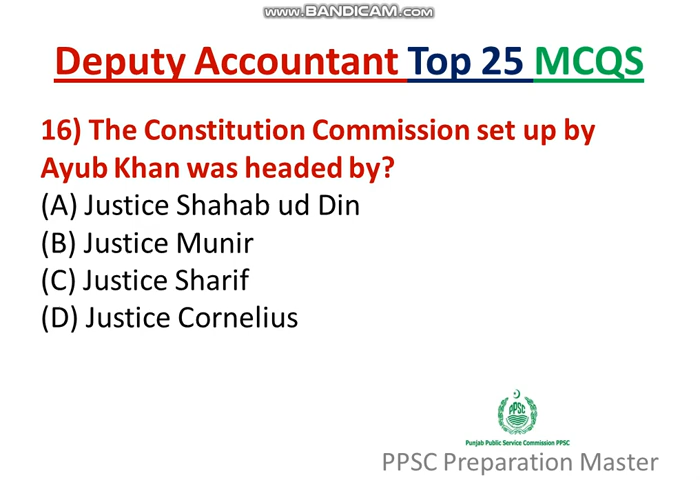 WWW.BANDICAM.COM
Deputy Accountant Top 25 MCQS
16) The Constitution Commission set up by
Ayub Khan was headed by?
(A) Justice Shahab ud Din
(B) Justice Munir
(C) Justice Sharif
(D) Justice Cornelius
PPSC
Punjab Public Service Commission PPSC
PPSC Preparation Master